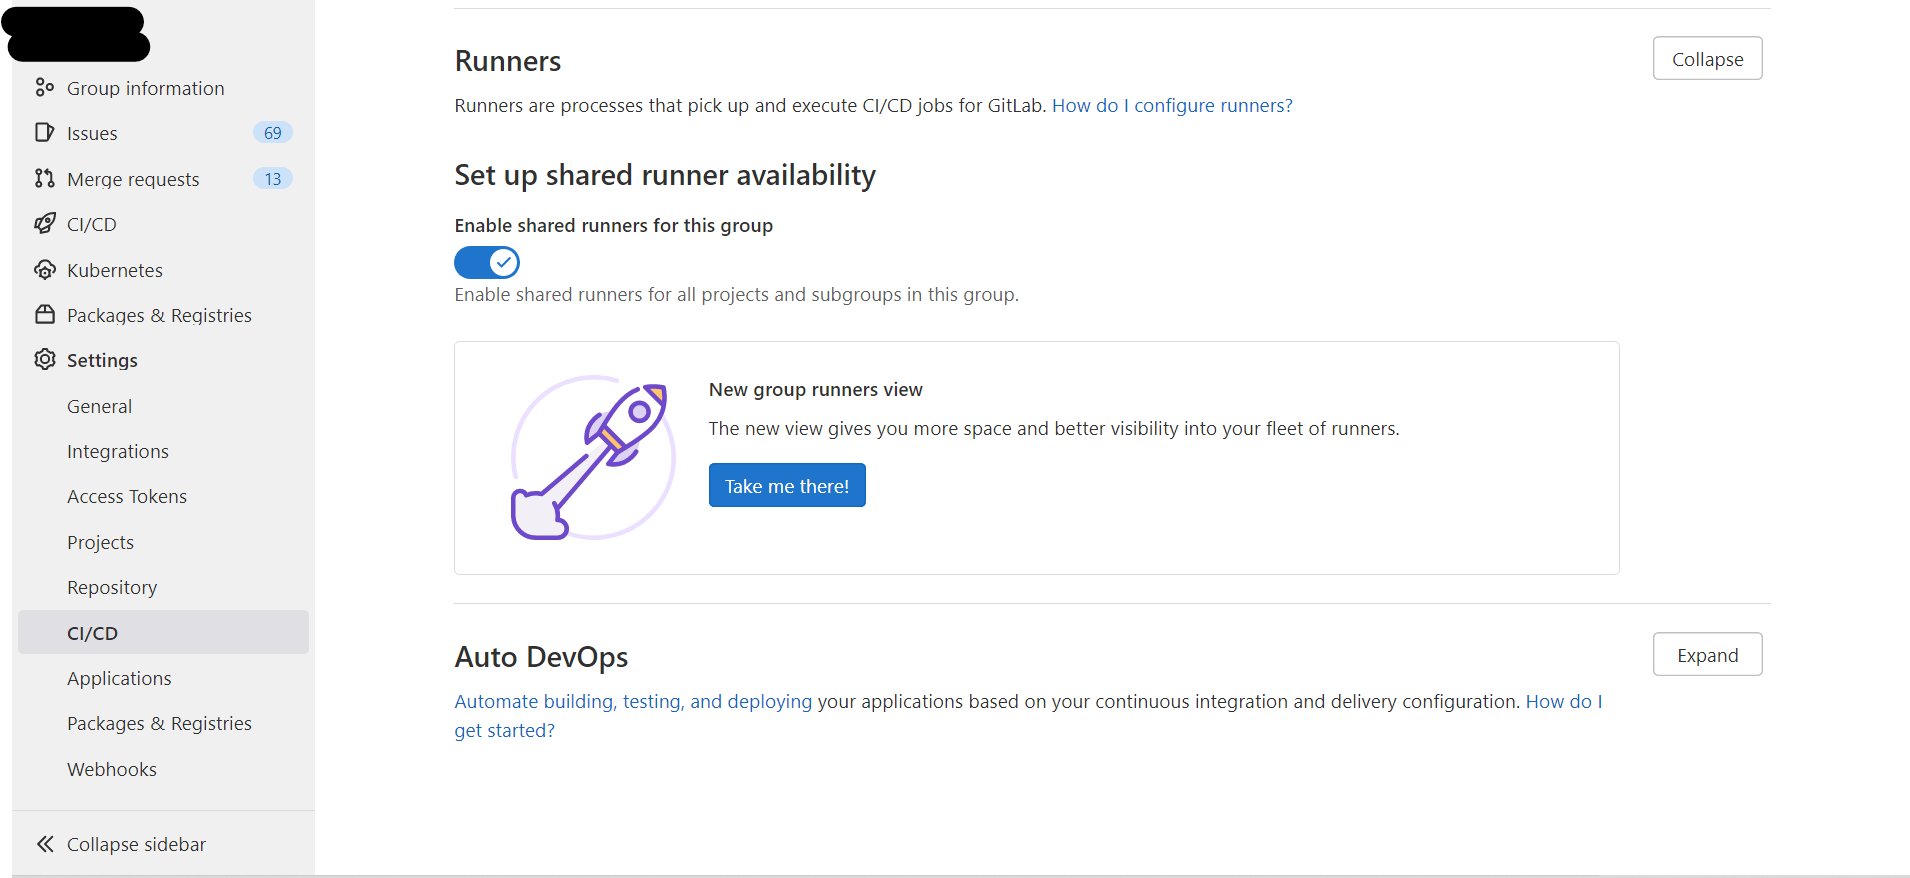 Group information
Issues 69
Merge requests 13
CI/CD
Kubernetes
Packages & Registries
Settings
General
Integrations
Access Tokens
Projects
Repository
CI/CD
Applications
Packages & Registries
Webhooks
Collapse sidebar
Runners
Collapse
Runners are processes that pick up and execute CI/CD jobs for GitLab. How do I configure runners?
Set up shared runner availability
Enable shared runners for this group
Enable shared runners for all projects and subgroups in this group.
New group runners view
The new view gives you more space and better visibility into your fleet of runners.
Take me there!
Auto DevOps
Expand
Automate building, testing, and deploying your applications based on your continuous integration and delivery configuration. How do I
get started?